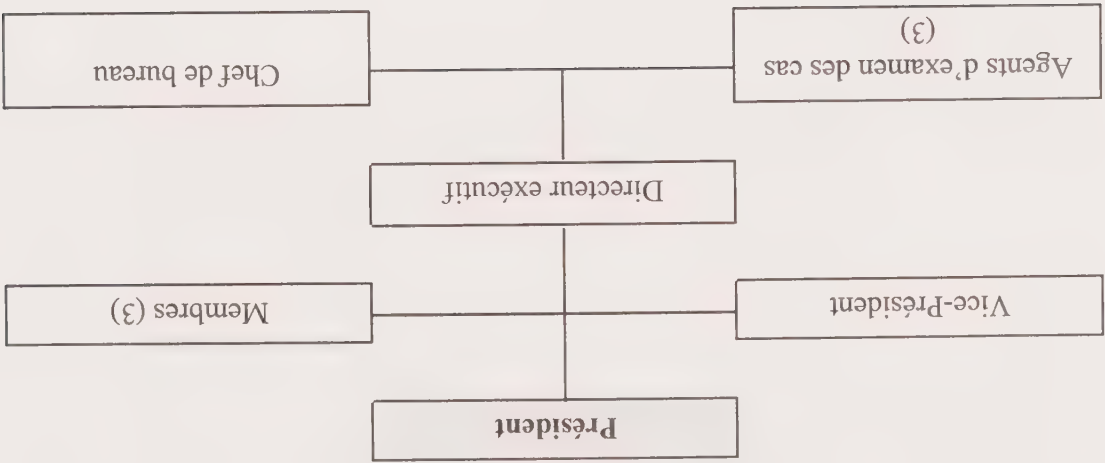 Président
Vice-Président
Membres (3)
Directeur exécutif
Agents d'examen des cas
(3)
Chef de bureau